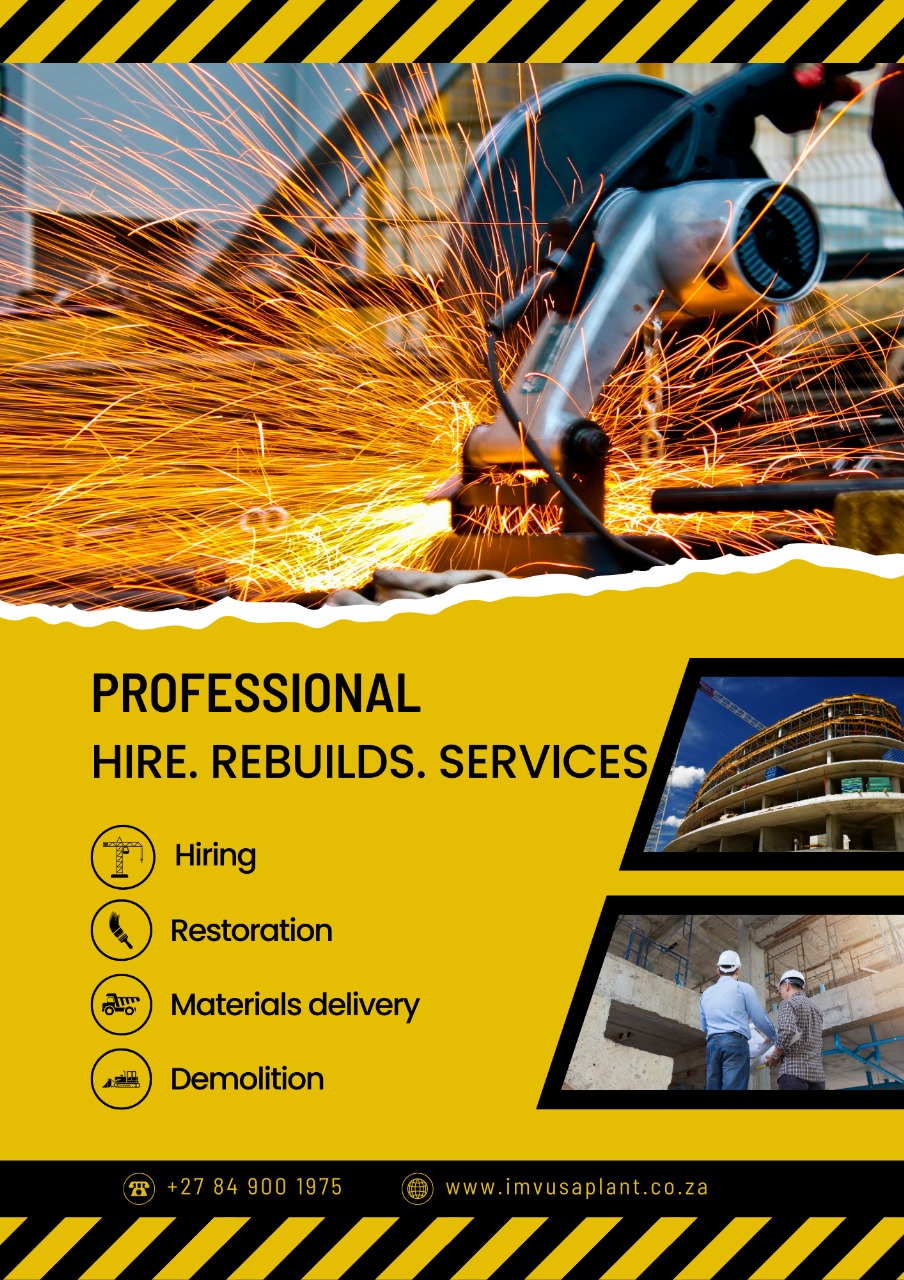 PROFESSIONAL
HIRE. REBUILDS. SERVICES
Hiring
Restoration
Materials delivery
Demolition
+27 84 900 1975 www.imvusaplant.co.za